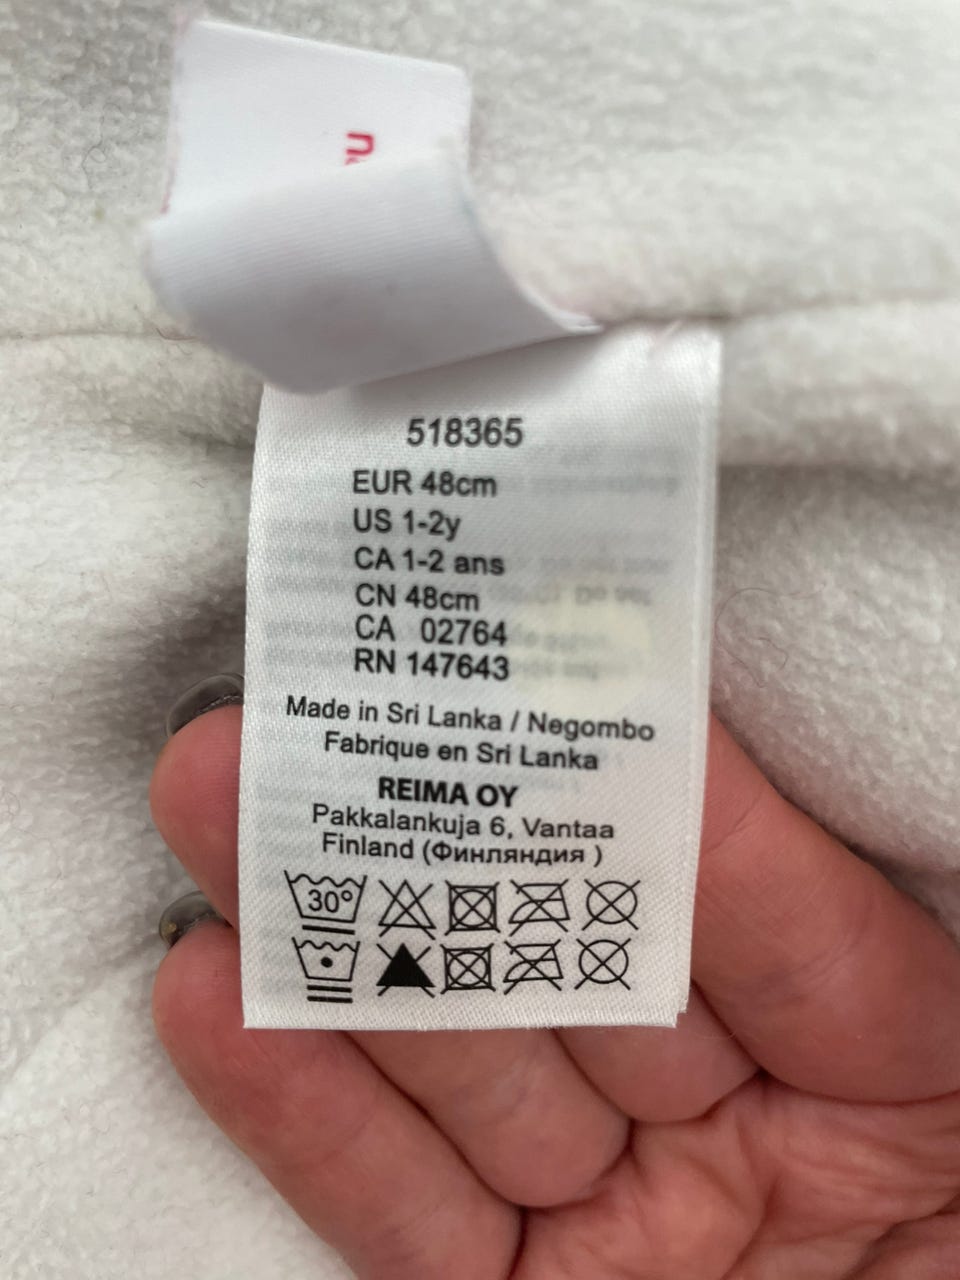 518365
EUR 48cm
US 1-2y
CA 1-2 ans
CN 48cm
CA 02764
RN 147643
Made in Sri Lanka / Negombo
Fabrique en Sri Lanka
REIMA OY
Pakkalankuja 6, Vantaa
Finland (Финляндия )
30°